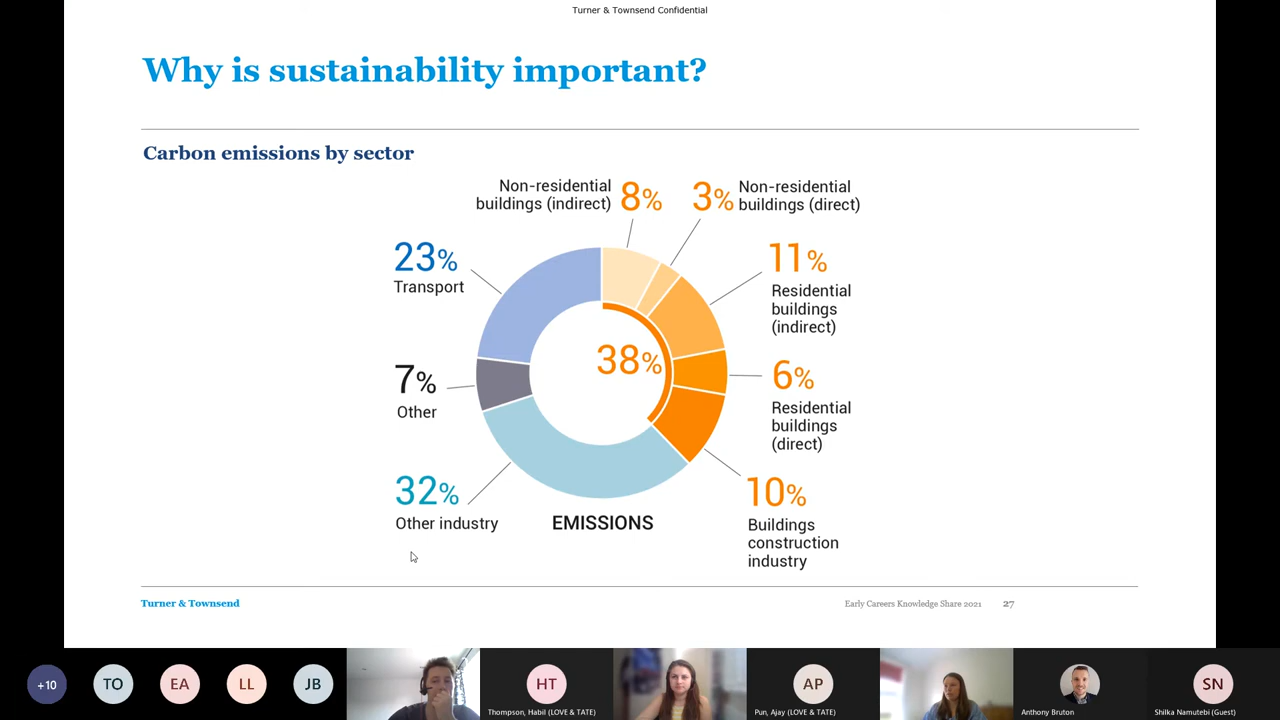 Turner & Townsend Confidential
Why is sustainability important?
Carbon emissions by sector
Non-residential
buildings (indirect)
8%
3%
Non-residential
buildings (direct)
23%
Transport
11%
Residential
buildings
(indirect)
38%
7%
Other
6%
Residential
buildings
(direct)
32%
Other industry
EMISSIONS
10%
Buildings
construction
industry
Turner & Townsend
Early Careers Knowledge Share 2021
27
+10
TO
EA
LL
JB
HT
Thompson, Habil (LOVE & TATE)
AP
Pun, Ajay (LOVE & TATE)
Anthony Bruton
SN
Shilka Namutebi (Guest)